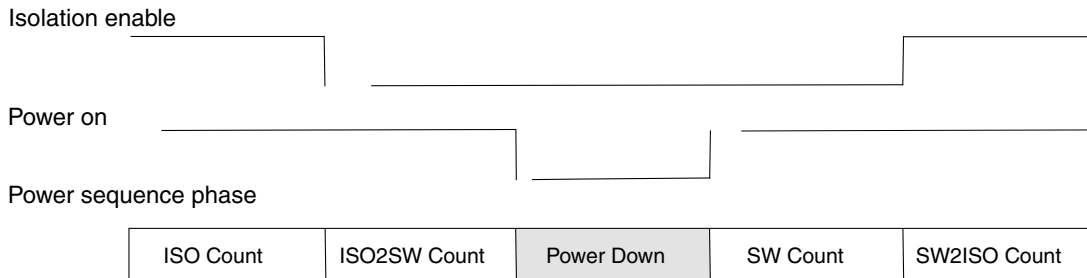 Isolation enable
Power on
Power sequence phase
ISO Count ISO2SW Count Power Down SW Count SW2ISO Count